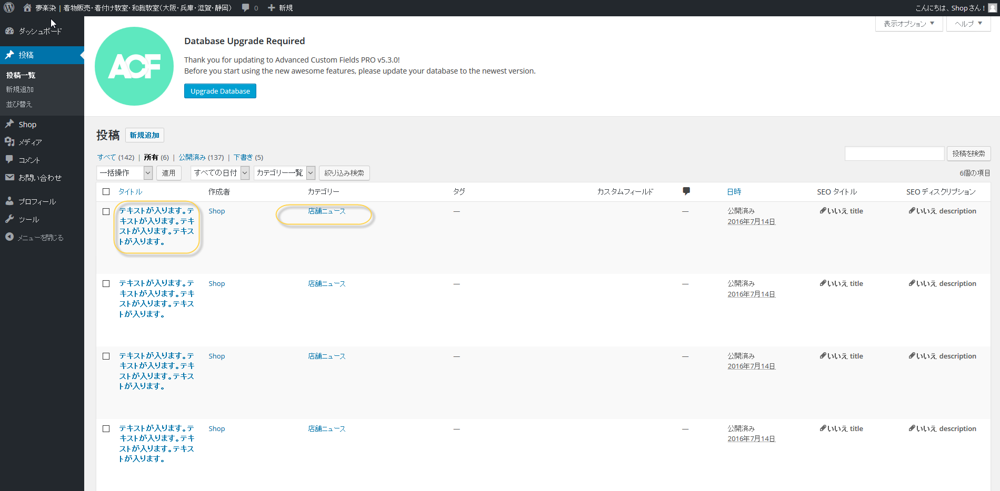 夢楽染 | 着物販売・着付け教室・和裁教室（大阪・兵庫・滋賀・静岡） 0 新規
こんにちは、Shopさん！
ダッシュボード
投稿
投稿一覧
新規追加
並び替え
Shop
メディア
コメント
お問い合わせ
プロフィール
ツール
メニューを閉じる
表示オプション ▼ ヘルプ ▼
ACF
Database Upgrade Required
Thank you for updating to Advanced Custom Fields PRO v5.3.0!
Before you start using the new awesome features, please update your database to the newest version.
Upgrade Database
投稿 新規追加
すべて (142) | 所有 (6) | 公開済み (137) | 下書き (5)
投稿を検索
一括操作 適用 すべての日付 カテゴリー一覧 絞り込み検索
6個の項目
タイトル 作成者 カテゴリー タグ カスタムフィールド 日時 SEO タイトル SEO ディスクリプション
テキストが入ります。テ
キストが入ります。テキ
ストが入ります。テキス
トが入ります。
Shop
店舗ニュース
—
—
公開済み
2016年7月14日
いいえ title
いいえ description
テキストが入ります。テ
キストが入ります。テキ
ストが入ります。テキス
トが入ります。
Shop
店舗ニュース
—
—
公開済み
2016年7月14日
いいえ title
いいえ description
テキストが入ります。テ
キストが入ります。テキ
ストが入ります。テキス
トが入ります。
Shop
店舗ニュース
—
—
公開済み
2016年7月14日
いいえ title
いいえ description
テキストが入ります。テ
キストが入ります。テキ
ストが入ります。テキス
トが入ります。
Shop
店舗ニュース
—
—
公開済み
2016年7月14日
いいえ title
いいえ description